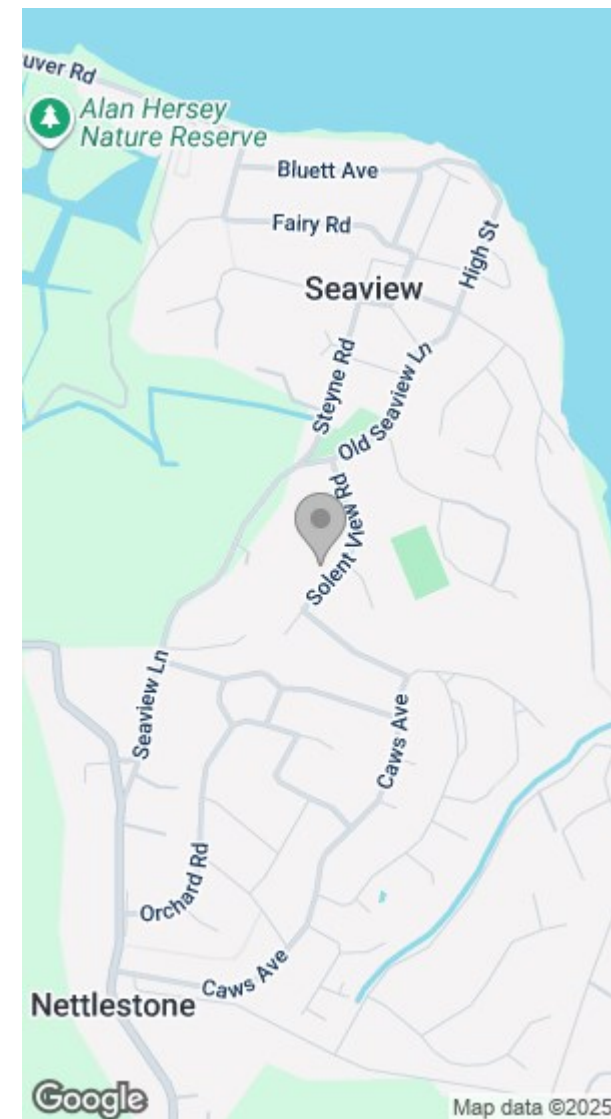 uver Rd
Alan Hersey
Nature Reserve
Bluett Ave
Fairy Rd
High St
Seaview
Steyne Rd
Old Seaview Ln
Solent View Rd
Seaview Ln
Caws Ave
Orchard Rd
Caws Ave
Nettlestone
Google
Map data ©2025